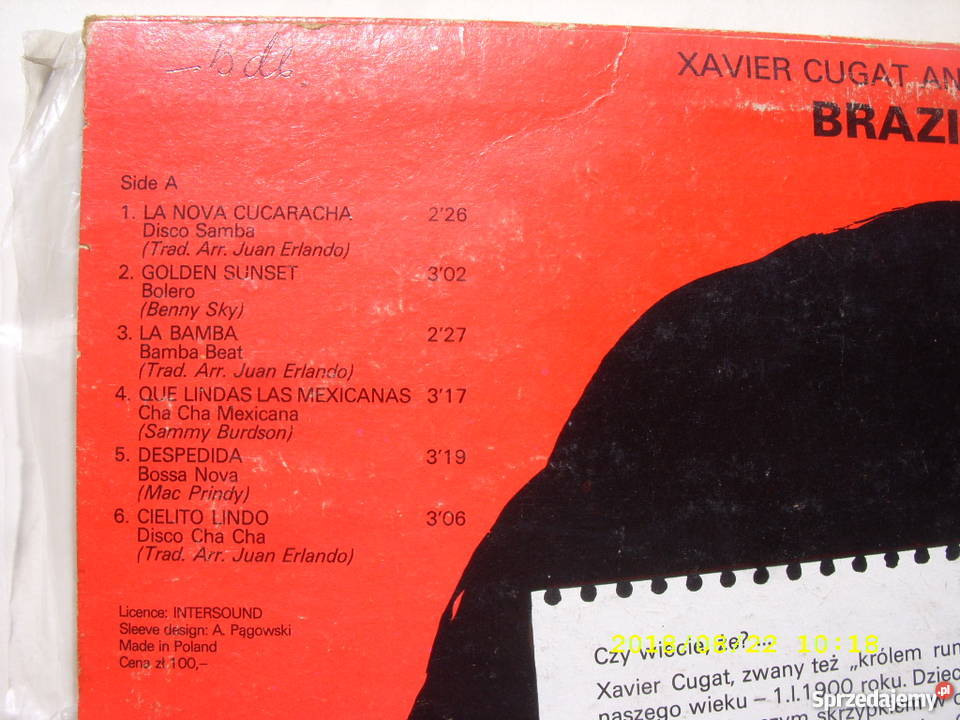 XAVIER CUGAT AN
BRAZI
Side A
1. LA NOVA CUCARACHA 2'26
Disco Samba
(Trad. Arr. Juan Erlando)
2. GOLDEN SUNSET 3'02
Bolero
(Benny Sky)
3. LA BAMBA 2'27
Bamba Beat
(Trad. Arr. Juan Erlando)
4. QUE LINDAS LAS MEXICANAS 3'17
Cha Cha Mexicana
(Sammy Burdson)
5. DESPEDIDA 3'19
Bossa Nova
(Mac Prindy)
6. CIELITO LINDO 3'06
Disco Cha Cha
(Trad. Arr. Juan Erlando)
Licence: INTERSOUND
Sleeve design: A. Pągowski
Made in Poland
Cena zł 100,–
Czy wiecie, że?...
2018/08/22 10:18
Xavier Cugat, zwany też „królem rum
naszego wieku – 1.I.1900 roku. Dziec
skrzypkiem w
Sprzedajemy.pl